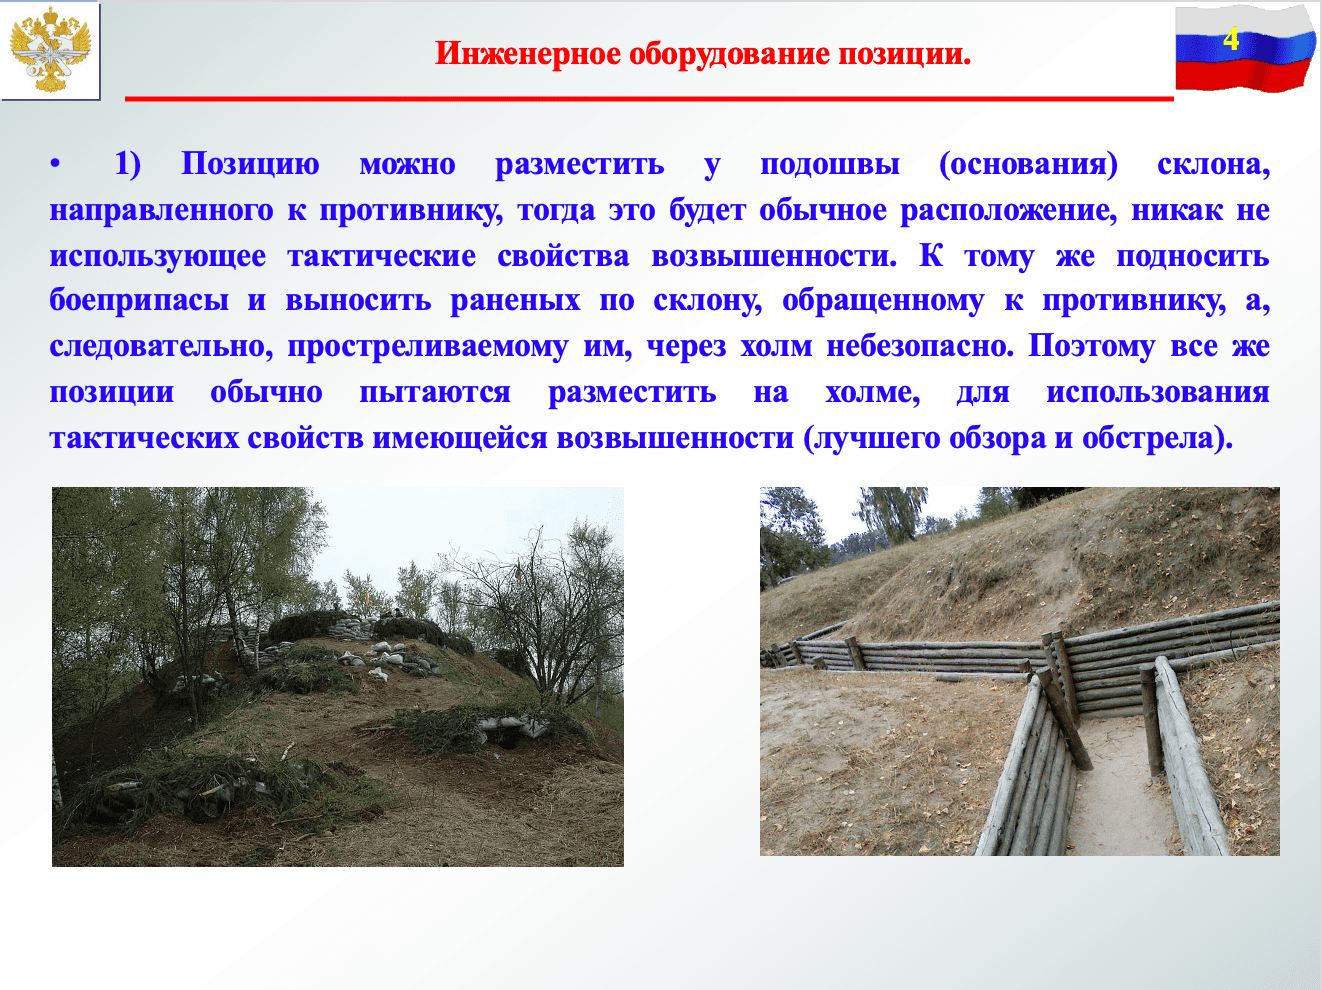 Инженерное оборудование позиции.
4
• 1) Позицию можно разместить у подошвы (основания) склона,
направленного к противнику, тогда это будет обычное расположение, никак не
использующее тактические свойства возвышенности. К тому же подносить
боеприпасы и выносить раненых по склону, обращенному к противнику, а,
следовательно, простреливаемому им, через холм небезопасно. Поэтому все же
позиции обычно пытаются разместить на холме, для использования
тактических свойств имеющейся возвышенности (лучшего обзора и обстрела).